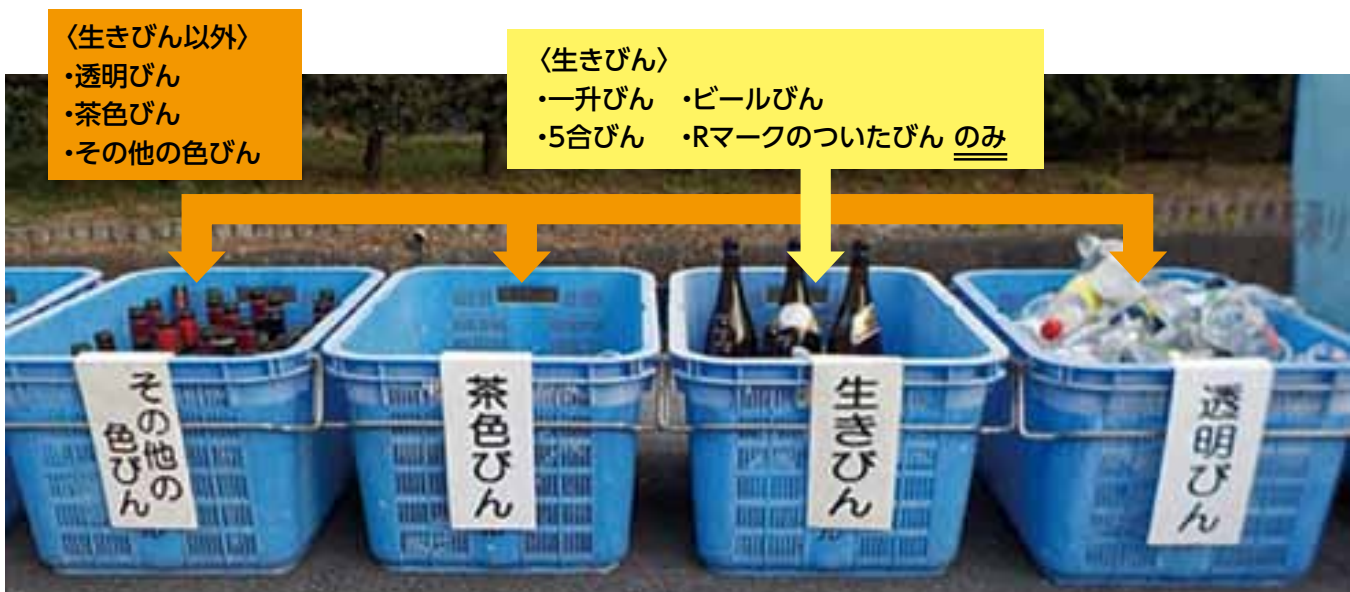 〈生きびん以外〉
・透明びん
・茶色びん
・その他の色びん
〈生きびん〉
・一升びん ・ビールびん
・5合びん ・Rマークのついたびん のみ
その他の
色びん
茶色びん
生きびん
透明びん